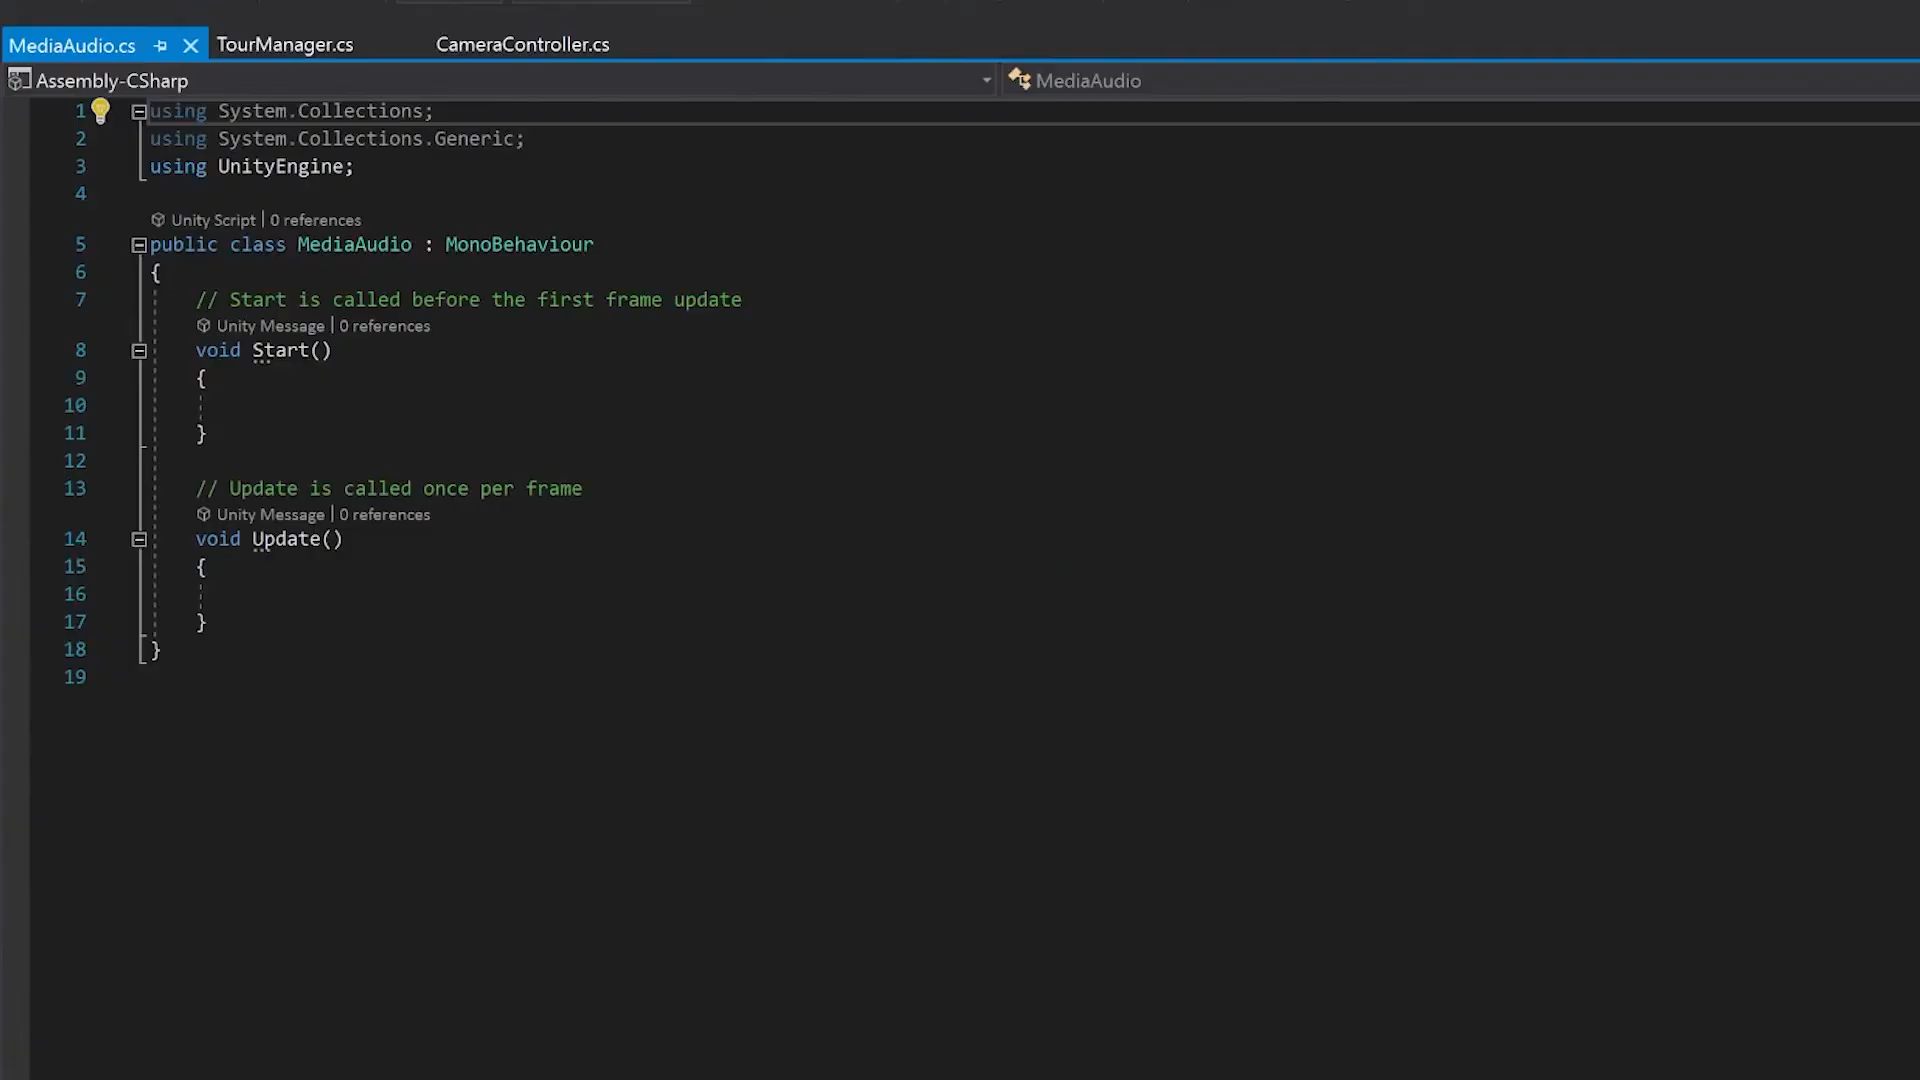 MediaAudio.cs TourManager.cs CameraController.cs
Assembly-CSharp MediaAudio
1 using System.Collections;
2 using System.Collections.Generic;
3 using UnityEngine;
4
Unity Script | 0 references
5 public class MediaAudio : MonoBehaviour
6 {
7 // Start is called before the first frame update
Unity Message | 0 references
8 void Start()
9 {
10
11 }
12
13 // Update is called once per frame
Unity Message | 0 references
14 void Update()
15 {
16
17 }
18 }
19